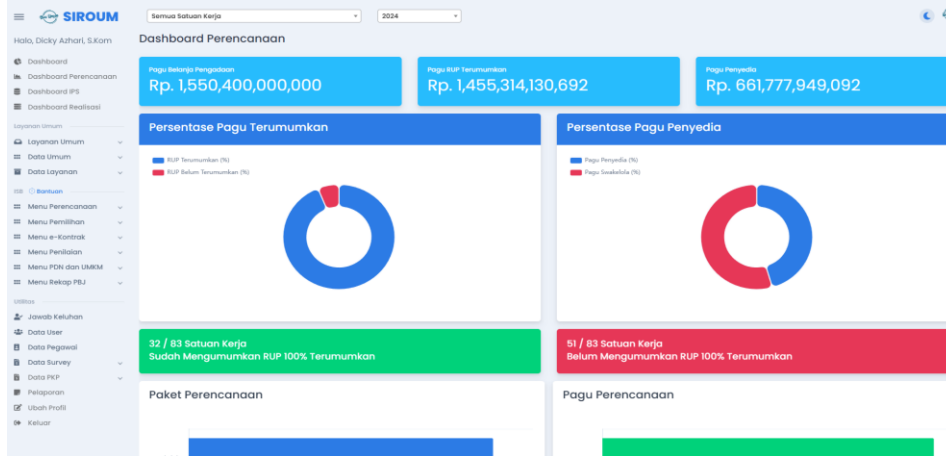 SIROUM
Semua Satuan Kerja
2024
Halo, Dicky Azhari, S.Kom
Dashboard
Dashboard Perencanaan
Dashboard IPS
Dashboard Realisasi
Layanan Umum
Layanan Umum
Data Umum
Data Layanan
Bantuan
Menu Perencanaan
Menu Pemilihan
Menu e-Kontrak
Menu Penilaian
Menu PDN dan UMKM
Menu Rekap PBJ
Utilitas
Jawab Keluhan
Data User
Data Pegawai
Data Survey
Data PKP
Pelaporan
Ubah Profil
Keluar
Dashboard Perencanaan
Pagu Belanja Pengadaan
Rp. 1,550,400,000,000
Pagu RUP Terumumkan
Rp. 1,455,314,130,692
Pagu Penyedia
Rp. 661,777,949,092
Persentase Pagu Terumumkan
RUP Terumumkan (%)
RUP Belum Terumumkan (%)
Persentase Pagu Penyedia
Pagu Penyedia (%)
Pagu Swakelola (%)
32 / 83 Satuan Kerja
Sudah Mengumumkan RUP 100% Terumumkan
51 / 83 Satuan Kerja
Belum Mengumumkan RUP 100% Terumumkan
Paket Perencanaan
Pagu Perencanaan